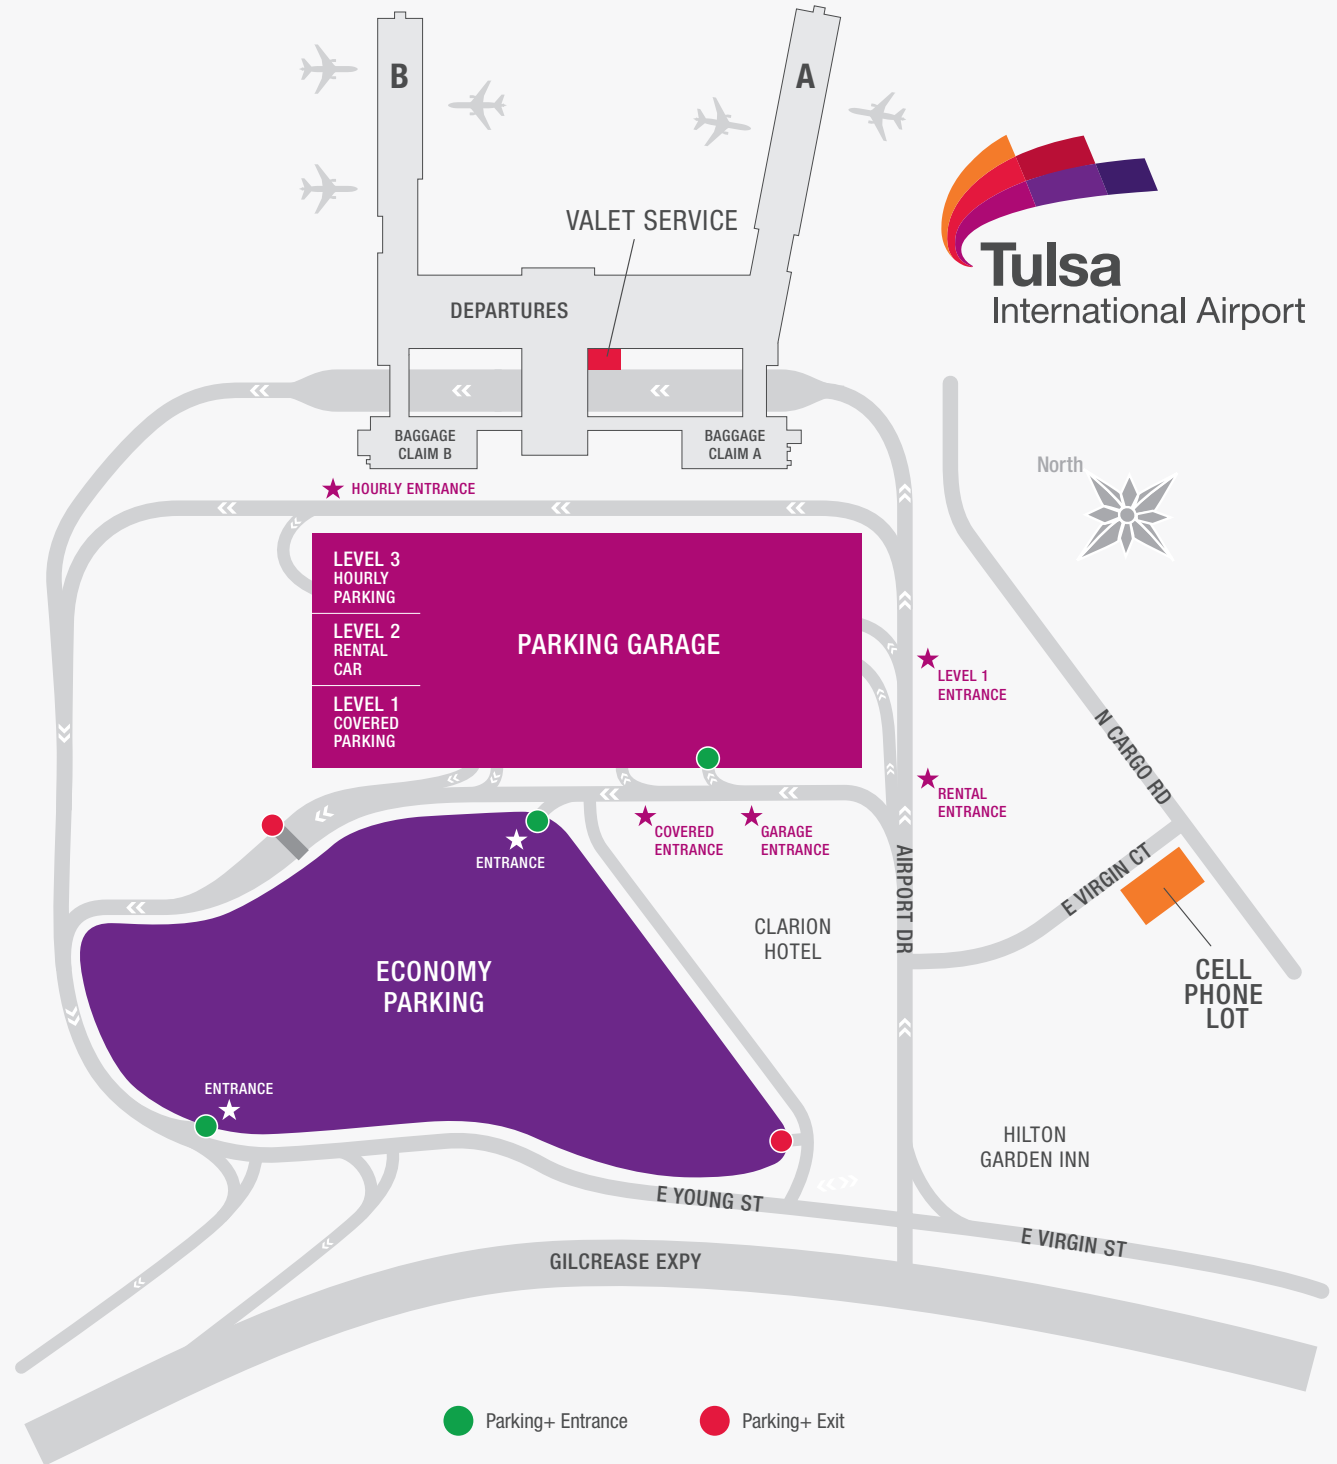 B
A
VALET SERVICE
Tulsa
International Airport
DEPARTURES
BAGGAGE
CLAIM B
BAGGAGE
CLAIM A
North
HOURLY ENTRANCE
LEVEL 3
HOURLY
PARKING
LEVEL 2
RENTAL
CAR
LEVEL 1
COVERED
PARKING
PARKING GARAGE
LEVEL 1
ENTRANCE
RENTAL
ENTRANCE
N CARGO RD
COVERED
ENTRANCE
GARAGE
ENTRANCE
ENTRANCE
AIRPORT DR
E VIRGIN CT
CLARION
HOTEL
ECONOMY
PARKING
CELL
PHONE
LOT
ENTRANCE
HILTON
GARDEN INN
E YOUNG ST
E VIRGIN ST
GILCREASE EXPY
Parking+ Entrance
Parking+ Exit